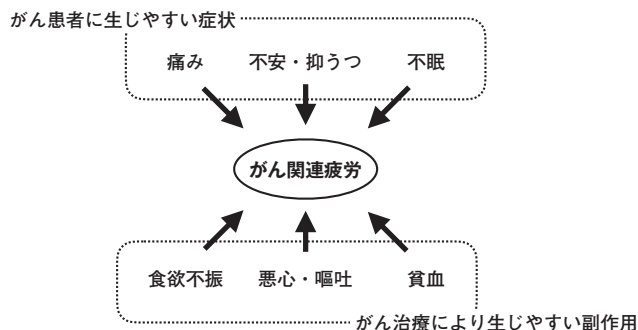 がん患者に生じやすい症状
痛み 不安・抑うつ 不眠
がん関連疲労
食欲不振 悪心・嘔吐 貧血
がん治療により生じやすい副作用